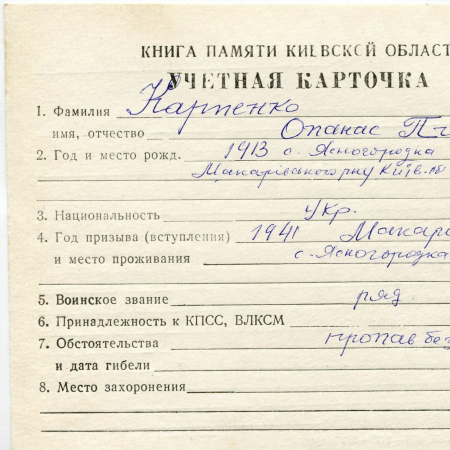 КНИГА ПАМЯТИ КИЕВСКОЙ ОБЛАСТ
УЧЕТНАЯ КАРТОЧКА
1. Фамилия Карпенко
имя, отчество Опанас
2. Год и место рожд. 1913 с. Ясногородка
Макарівського р-ну Київ.
3. Национальность Укр.
4. Год призыва (вступления) 1941 Макарі
и место проживания с. Ясногородка
5. Воинское звание ряд.
6. Принадлежность к КПСС, ВЛКСМ
7. Обстоятельства пропав без
и дата гибели
8. Место захоронения